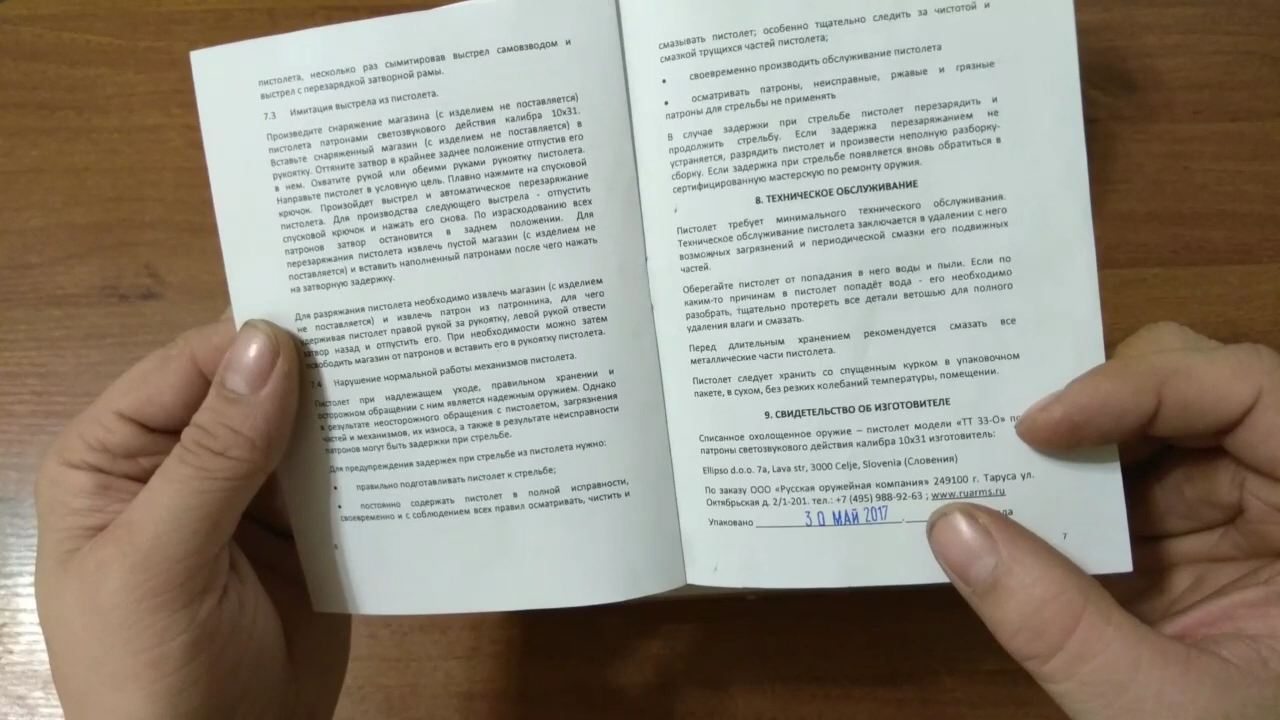 пистолета, несколько раз сымитировав выстрел самовзводом и
выстрел с перезарядкой затворной рамы.
7.3 Имитация выстрела из пистолета.
Произведите снаряжение магазина (с изделием не поставляется)
пистолета патронами светозвукового действия калибра 10х31.
Вставьте снаряженный магазин (с изделием не поставляется) в
рукоятку. Оттяните затвор в крайнее заднее положение отпустив его
в нем. Охватите рукой или обеими руками рукоятку пистолета.
Направьте пистолет в условную цель. Плавно нажмите на спусковой
крючок. Произойдет выстрел и автоматическое перезаряжание
пистолета. Для производства следующего выстрела - отпустить
спусковой крючок и нажать его снова. По израсходованию всех
патронов затвор остановится в заднем положении. Для
перезаряжания пистолета извлечь пустой магазин (с изделием не
поставляется) и вставить наполненный патронами после чего нажать
на затворную задержку.
Для разряжания пистолета необходимо извлечь магазин (с изделием
не поставляется) и извлечь патрон из патронника, для чего
удерживая пистолет правой рукой за рукоятку, левой рукой отвести
затвор назад и отпустить его. При необходимости можно затем
освободить магазин от патронов и вставить его в рукоятку пистолета.
7.4 Нарушение нормальной работы механизмов пистолета.
Пистолет при надлежащем уходе, правильном хранении и
осторожном обращении с ним является надежным оружием. Однако
в результате неосторожного обращения с пистолетом, загрязнения
частей и механизмов, их износа, а также в результате неисправности
патронов могут быть задержки при стрельбе.
Для предупреждения задержек при стрельбе из пистолета нужно:
• правильно подготавливать пистолет к стрельбе;
• постоянно содержать пистолет в полной исправности,
своевременно и с соблюдением всех правил осматривать, чистить и
6
смазывать пистолет; особенно тщательно следить за чистотой и
смазкой трущихся частей пистолета;
• своевременно производить обслуживание пистолета
• осматривать патроны, неисправные, ржавые и грязные
патроны для стрельбы не применять
В случае задержки при стрельбе пистолет перезарядить и
продолжить стрельбу. Если задержка перезаряжанием не
устраняется, разрядить пистолет и произвести неполную разборку-
сборку. Если задержка при стрельбе появляется вновь обратиться в
сертифицированную мастерскую по ремонту оружия.
8. ТЕХНИЧЕСКОЕ ОБСЛУЖИВАНИЕ
Пистолет требует минимального технического обслуживания.
Техническое обслуживание пистолета заключается в удалении с него
возможных загрязнений и периодической смазки его подвижных
частей.
Оберегайте пистолет от попадания в него воды и пыли. Если по
каким-то причинам в пистолет попадёт вода - его необходимо
разобрать, тщательно протереть все детали ветошью для полного
удаления влаги и смазать.
Перед длительным хранением рекомендуется смазать все
металлические части пистолета.
Пистолет следует хранить со спущенным курком в упаковочном
пакете, в сухом, без резких колебаний температуры, помещении.
9. СВИДЕТЕЛЬСТВО ОБ ИЗГОТОВИТЕЛЕ
Списанное охолощенное оружие – пистолет модели «ТТ 33-О»
патроны светозвукового действия калибра 10х31 изготовитель:
Ellipso d.o.o. 7a, Lava str, 3000 Celje, Slovenia (Словения)
По заказу ООО «Русская оружейная компания» 249100 г. Таруса ул.
Октябрьская д. 2/1-201. тел.: +7 (495) 988-92-63 ; www.ruarms.ru
Упаковано 30 МАЙ 2017
7